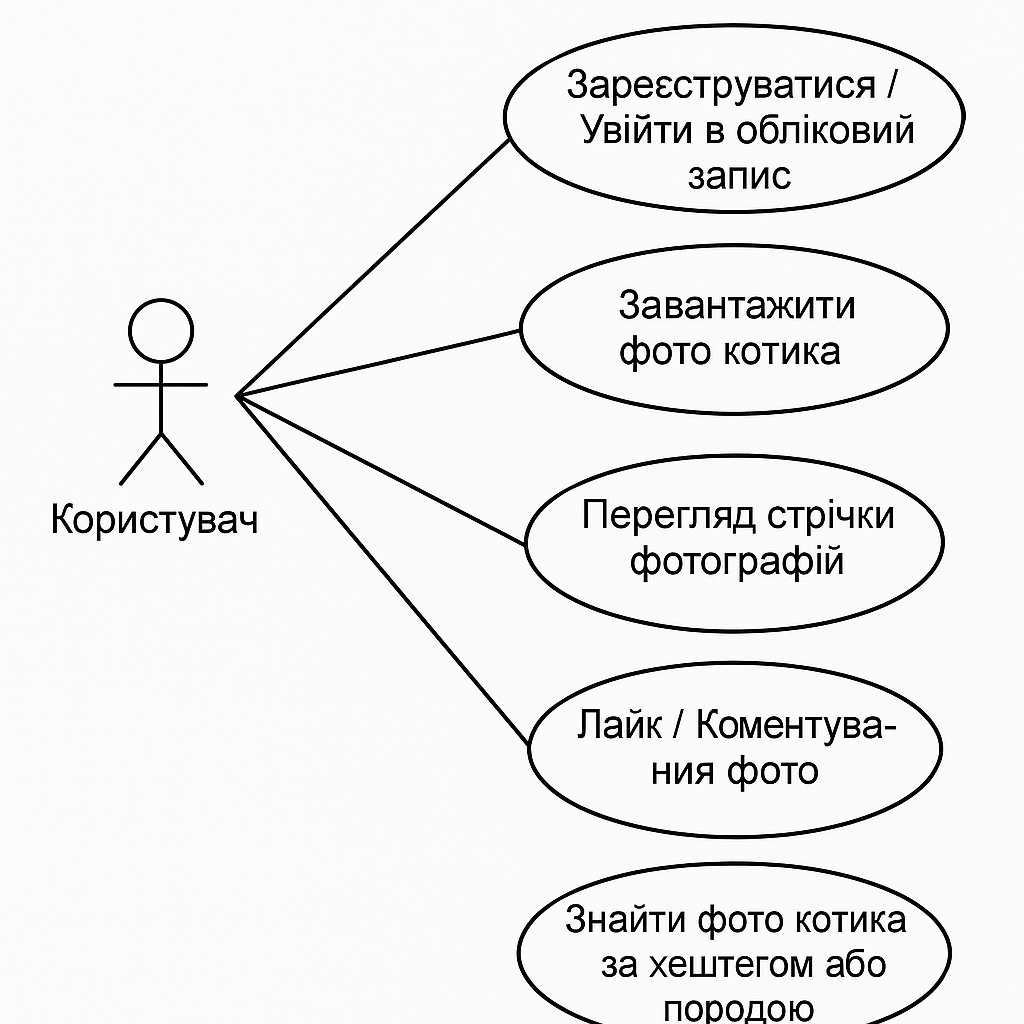 Зареєструватися /
Увійти в обліковий
запис
Завантажити
фото котика
Користувач
Перегляд стрічки
фотографій
Лайк / Коментува-
ния фото
Знайти фото котика
за хештегом або
породою